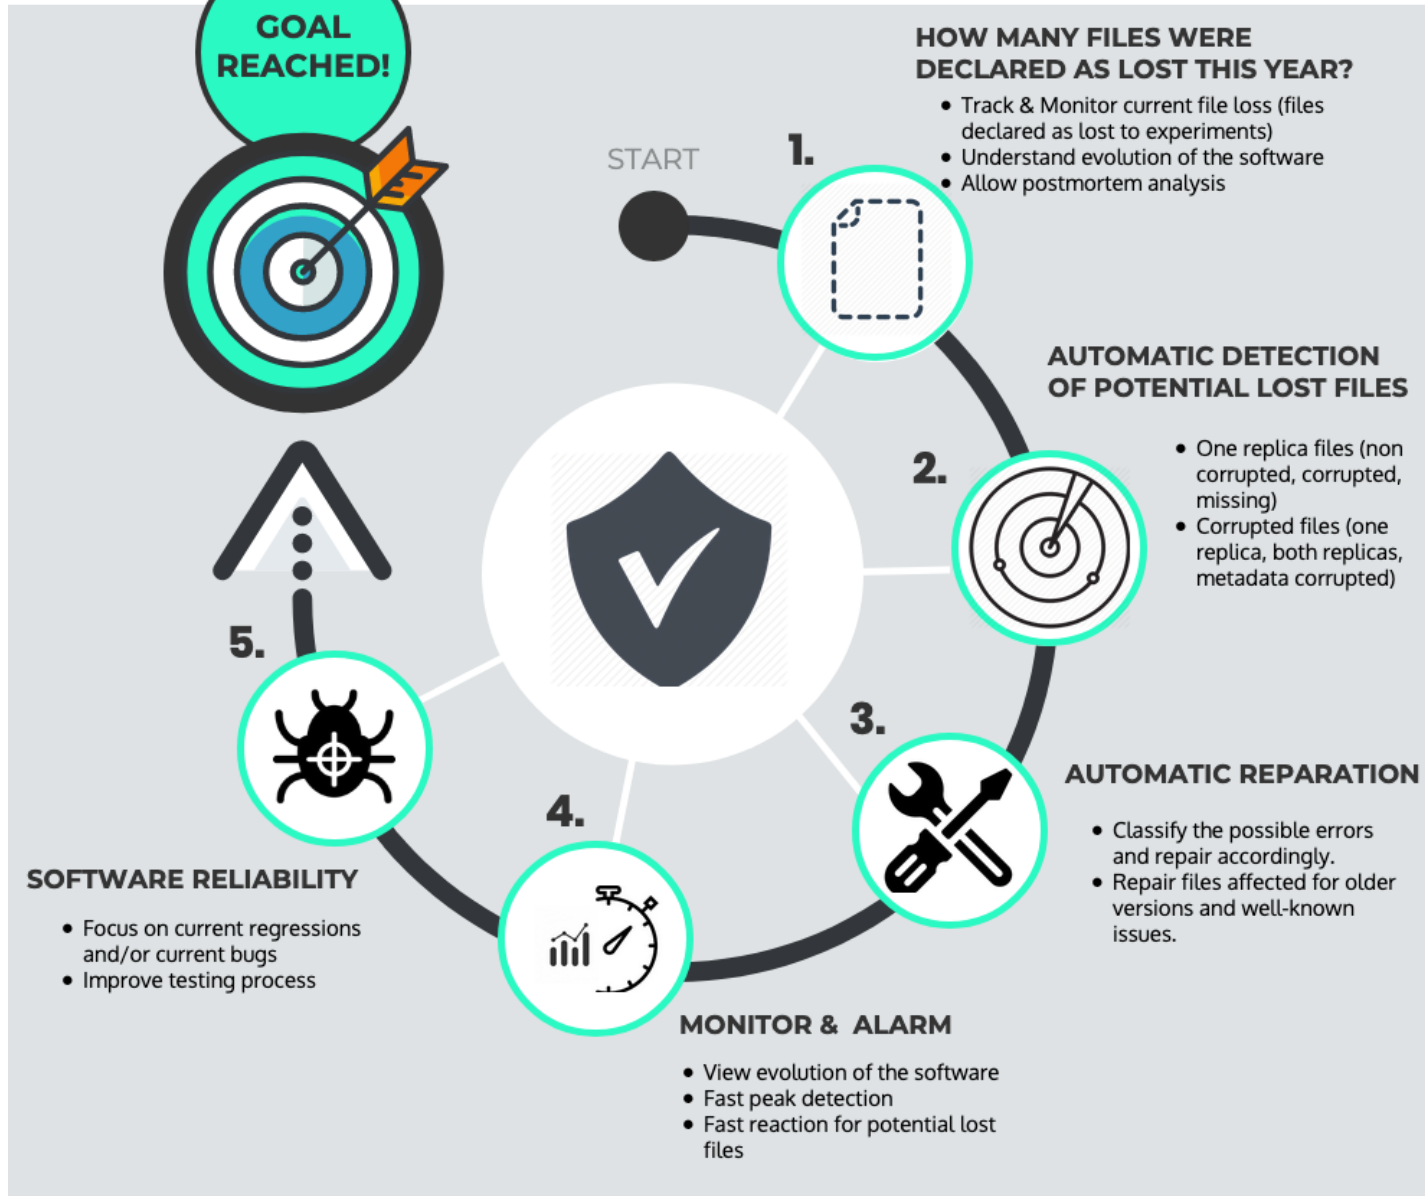 GOAL
REACHED!
START
1.
HOW MANY FILES WERE
DECLARED AS LOST THIS YEAR?
• Track & Monitor current file loss (files
declared as lost to experiments)
• Understand evolution of the software
• Allow postmortem analysis
2.
AUTOMATIC DETECTION
OF POTENTIAL LOST FILES
• One replica files (non
corrupted, corrupted,
missing)
• Corrupted files (one
replica, both replicas,
metadata corrupted)
3.
AUTOMATIC REPARATION
• Classify the possible errors
and repair accordingly.
• Repair files affected for older
versions and well-known
issues.
4.
MONITOR & ALARM
• View evolution of the software
• Fast peak detection
• Fast reaction for potential lost
files
5.
SOFTWARE RELIABILITY
• Focus on current regressions
and/or current bugs
• Improve testing process